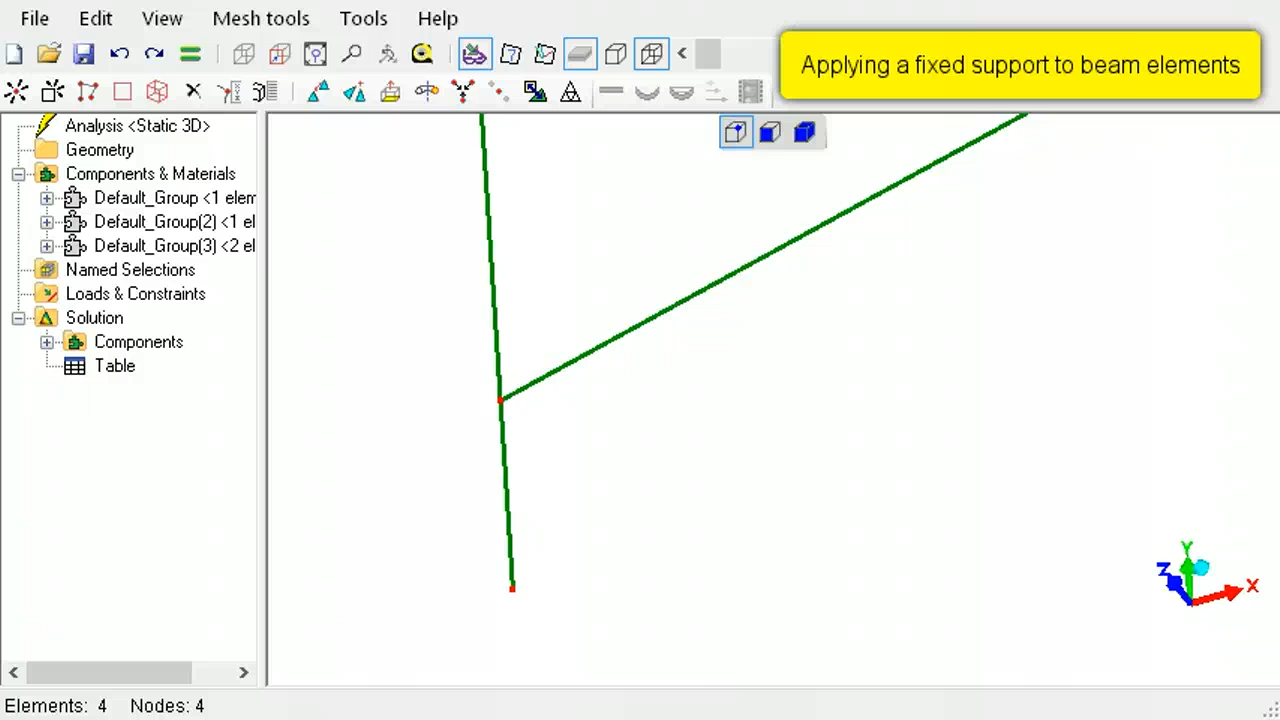 File Edit View Mesh tools Tools Help
Applying a fixed support to beam elements
Analysis <Static 3D>
Geometry
Components & Materials
Default_Group <1 elem
Default_Group(2) <1 el
Default_Group(3) <2 el
Named Selections
Loads & Constraints
Solution
Components
Table
Y
Z
X
Elements: 4 Nodes: 4